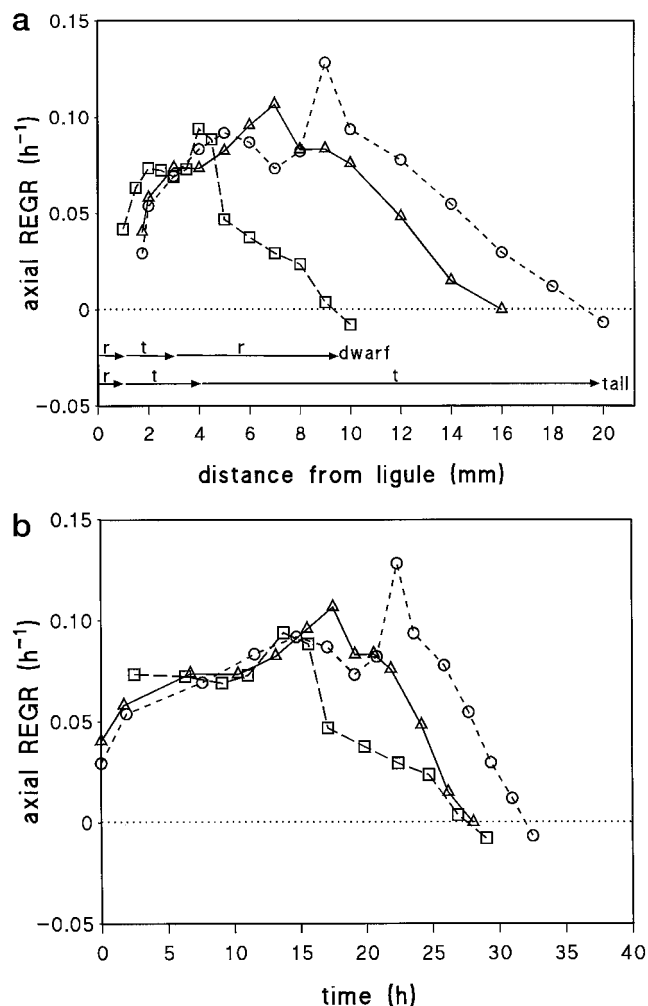 a
axial REGR (h⁻¹)
0.15
0.10
0.05
0
-0.05
r t r dwarf
r t t tall
0 2 4 6 8 10 12 14 16 18 20
distance from ligule (mm)
b
axial REGR (h⁻¹)
0.15
0.10
0.05
0
-0.05
0 5 10 15 20 25 30 35 40
time (h)